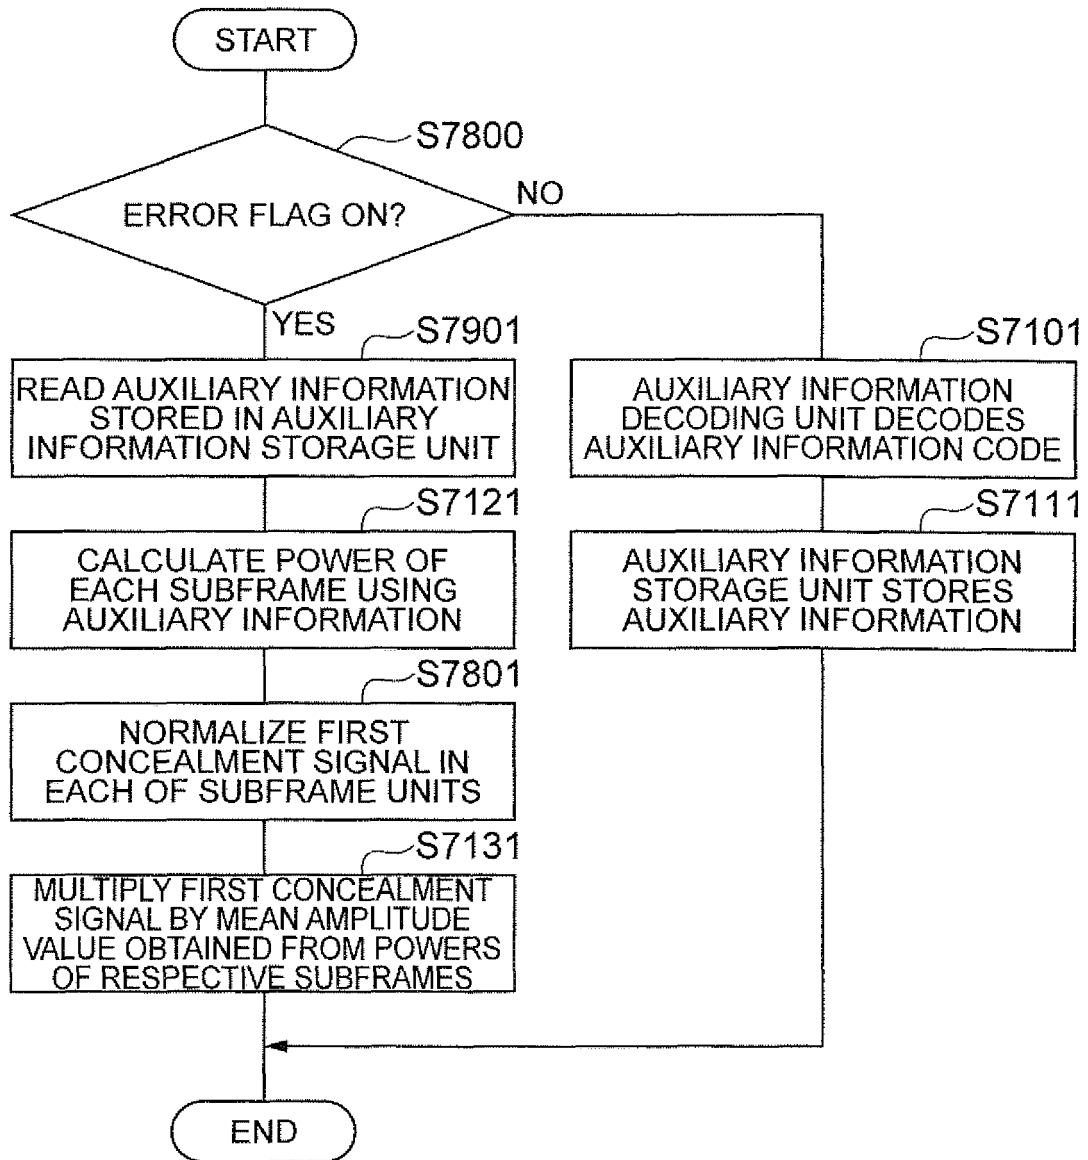 START
S7800
ERROR FLAG ON?
NO
YES
S7901
READ AUXILIARY INFORMATION
STORED IN AUXILIARY
INFORMATION STORAGE UNIT
S7121
CALCULATE POWER OF
EACH SUBFRAME USING
AUXILIARY INFORMATION
S7801
NORMALIZE FIRST
CONCEALMENT SIGNAL IN
EACH OF SUBFRAME UNITS
S7131
MULTIPLY FIRST CONCEALMENT
SIGNAL BY MEAN AMPLITUDE
VALUE OBTAINED FROM POWERS
OF RESPECTIVE SUBFRAMES
S7101
AUXILIARY INFORMATION
DECODING UNIT DECODES
AUXILIARY INFORMATION CODE
S7111
AUXILIARY INFORMATION
STORAGE UNIT STORES
AUXILIARY INFORMATION
END